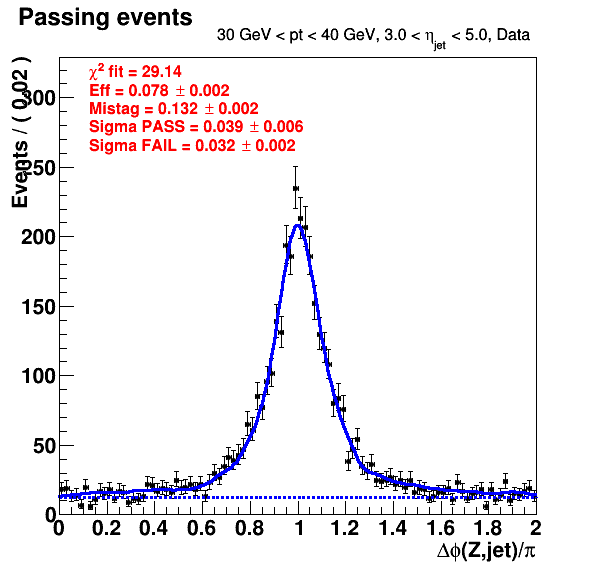 Passing events
30 GeV < pt < 40 GeV, 3.0 < η_jet < 5.0, Data
χ² fit = 29.14
Eff = 0.078 ± 0.002
Mistag = 0.132 ± 0.002
Sigma PASS = 0.039 ± 0.006
Sigma FAIL = 0.032 ± 0.002
Events / ( 0.02 )
300
250
200
150
100
50
0
0 0.2 0.4 0.6 0.8 1 1.2 1.4 1.6 1.8 2
Δϕ(Z,jet)/π